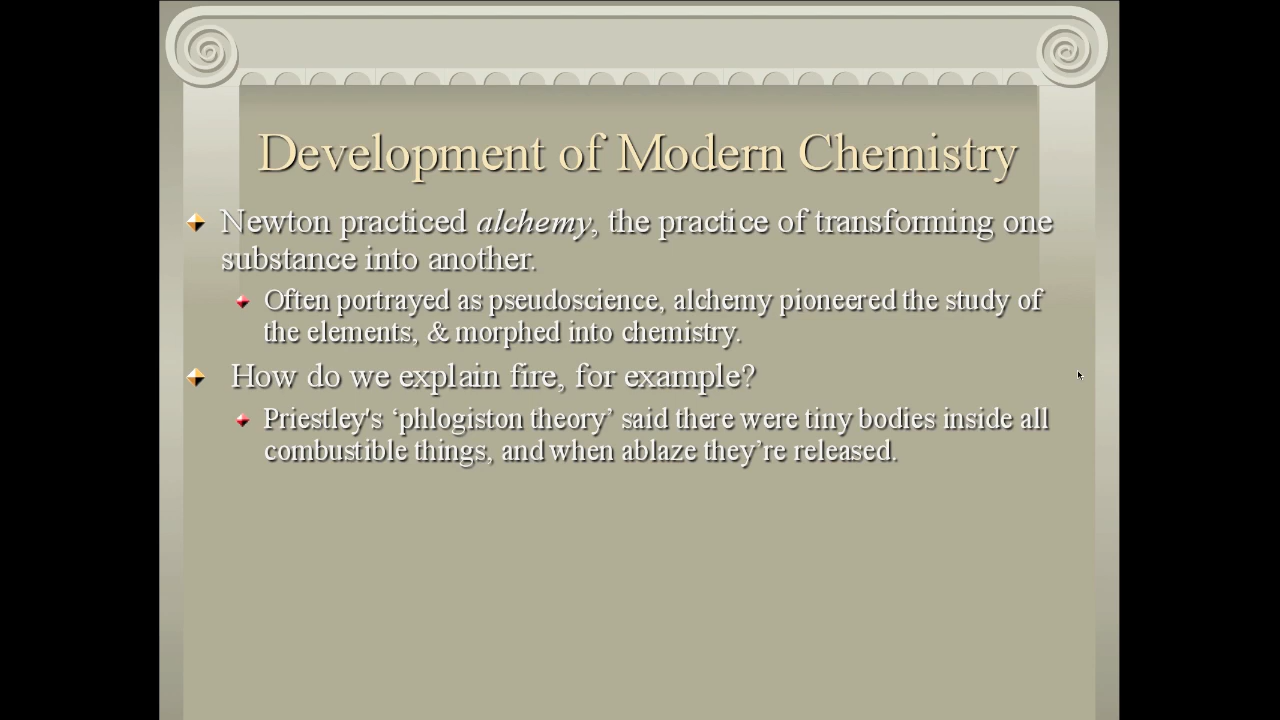 Development of Modern Chemistry
Newton practiced alchemy, the practice of transforming one
substance into another.
Often portrayed as pseudoscience, alchemy pioneered the study of
the elements, & morphed into chemistry.
How do we explain fire, for example?
Priestley's ‘phlogiston theory’ said there were tiny bodies inside all
combustible things, and when ablaze they’re released.